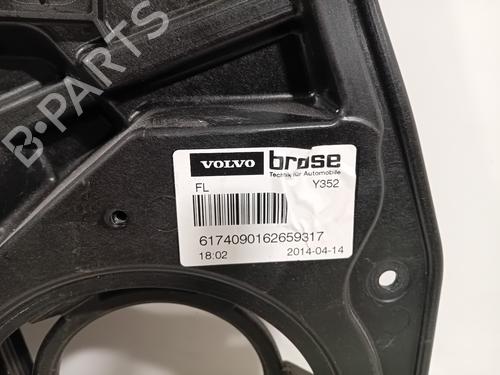 B-PARTS
VOLVO brose
Technik für Automobile
FL Y352
6174090162659317
18:02 2014-04-14